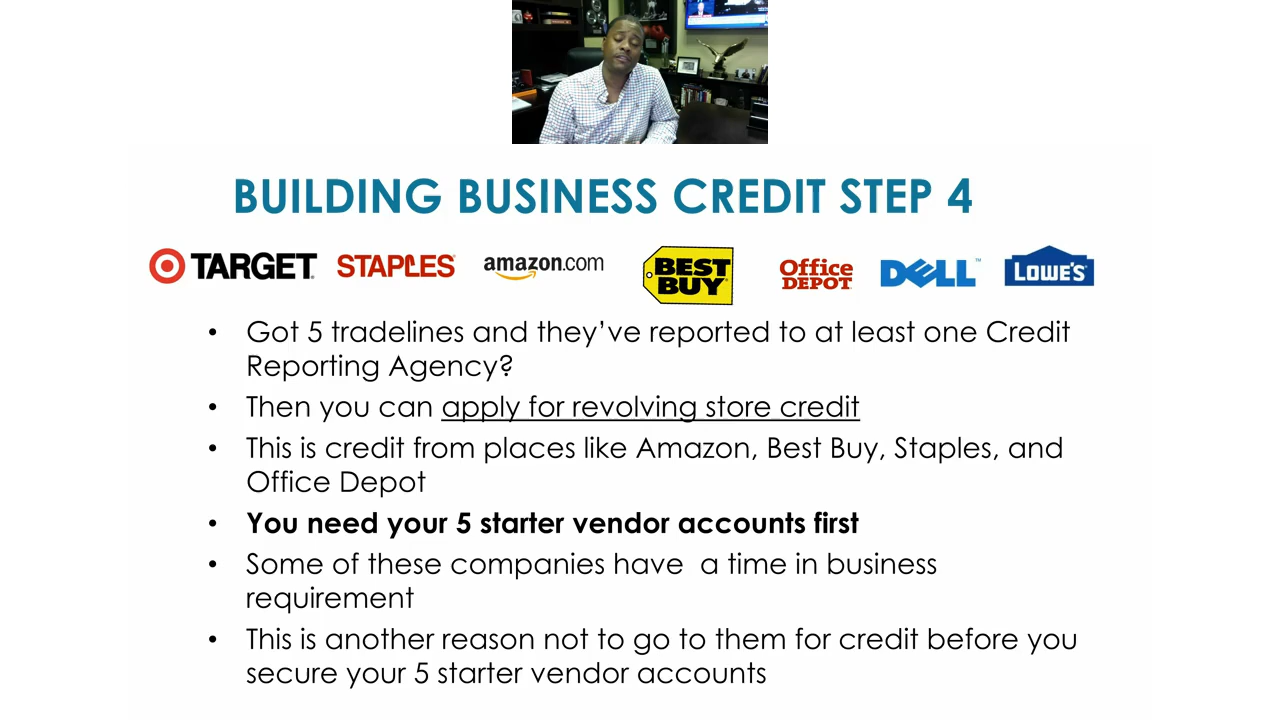 BUILDING BUSINESS CREDIT STEP 4
TARGET STAPLES amazon.com BEST BUY Office DEPOT DELL™ LOWE'S
• Got 5 tradelines and they've reported to at least one Credit
Reporting Agency?
• Then you can apply for revolving store credit
• This is credit from places like Amazon, Best Buy, Staples, and
Office Depot
• You need your 5 starter vendor accounts first
• Some of these companies have  a time in business
requirement
• This is another reason not to go to them for credit before you
secure your 5 starter vendor accounts